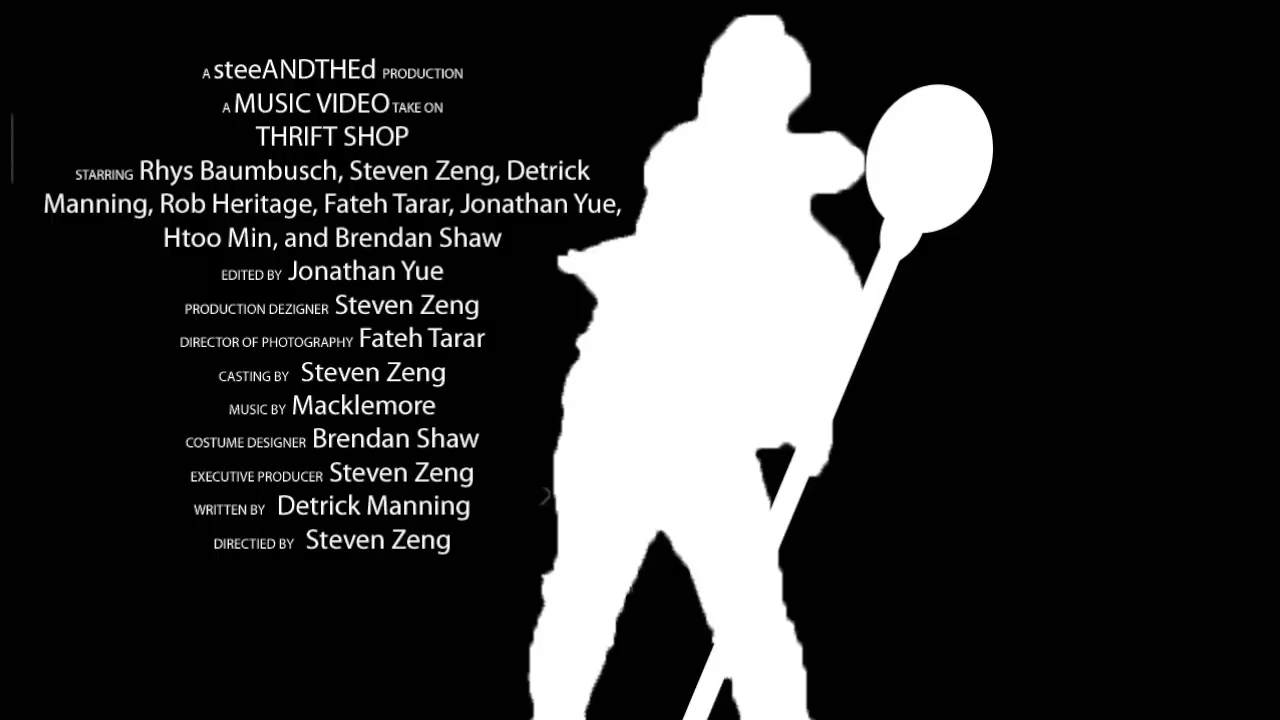 A steeANDTHEd PRODUCTION
A MUSIC VIDEO TAKE ON
THRIFT SHOP
STARRING Rhys Baumbusch, Steven Zeng, Detrick
Manning, Rob Heritage, Fateh Tarar, Jonathan Yue,
Htoo Min, and Brendan Shaw
EDITED BY Jonathan Yue
PRODUCTION DEZIGNER Steven Zeng
DIRECTOR OF PHOTOGRAPHY Fateh Tarar
CASTING BY Steven Zeng
MUSIC BY Macklemore
COSTUME DESIGNER Brendan Shaw
EXECUTIVE PRODUCER Steven Zeng
WRITTEN BY Detrick Manning
DIRECTIED BY Steven Zeng